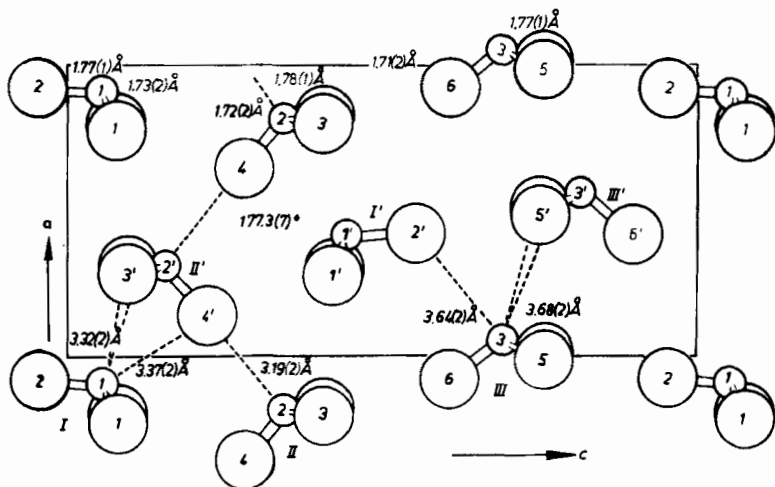 1.77(1)Å
3
1.77(1)Å
1.71(2)Å
2
1
1.73(2)Å
1.78(1)Å
6
5
2
1
1
1.72(2)Å
2
3
1
4
177.3(7)°
1'
I'
2'
5'
3'
III'
6'
3'
2'
II'
1'
a
4'
3.32(2)Å
3.64(2)Å
3
3.68(2)Å
2
1
3.37(2)Å
3.19(2)Å
6
5
2
1
I
1
2
3
III
1
4
II
c